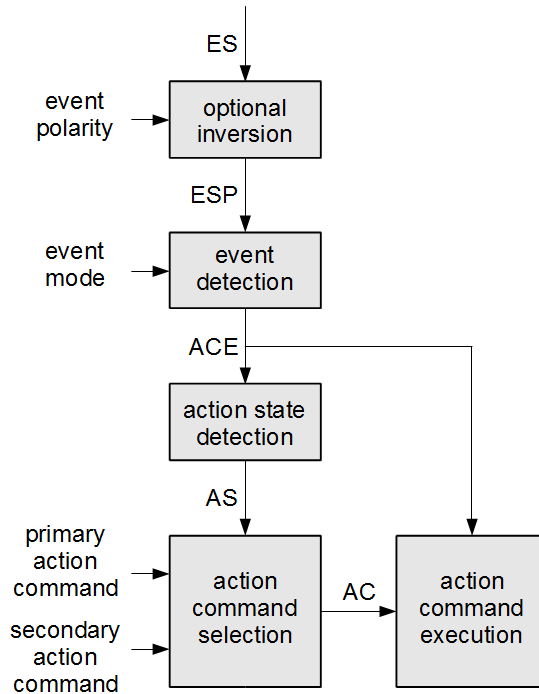 ES
event
polarity
optional
inversion
ESP
event
mode
event
detection
ACE
action state
detection
AS
primary
action
command
secondary
action
command
action
command
selection
AC
action
command
execution